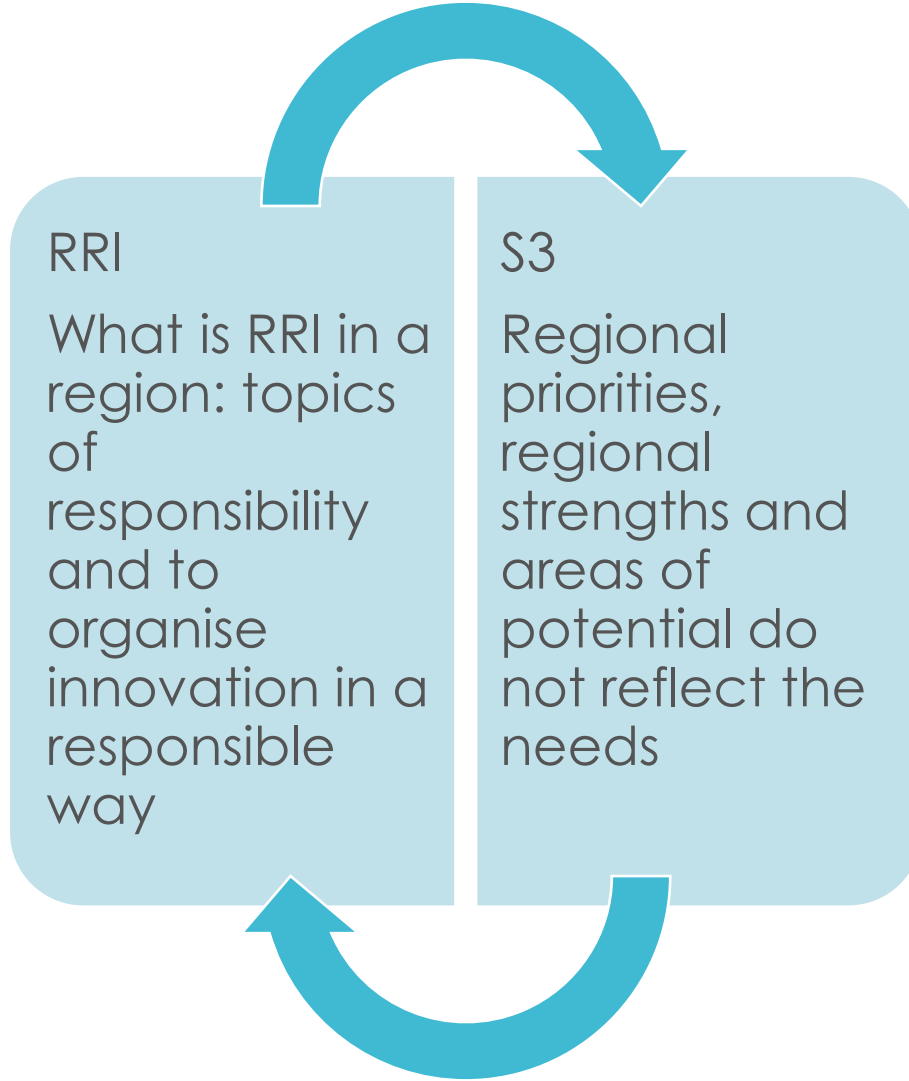 RRI
What is RRI in a
region: topics
of
responsibility
and to
organise
innovation in a
responsible
way
S3
Regional
priorities,
regional
strengths and
areas of
potential do
not reflect the
needs